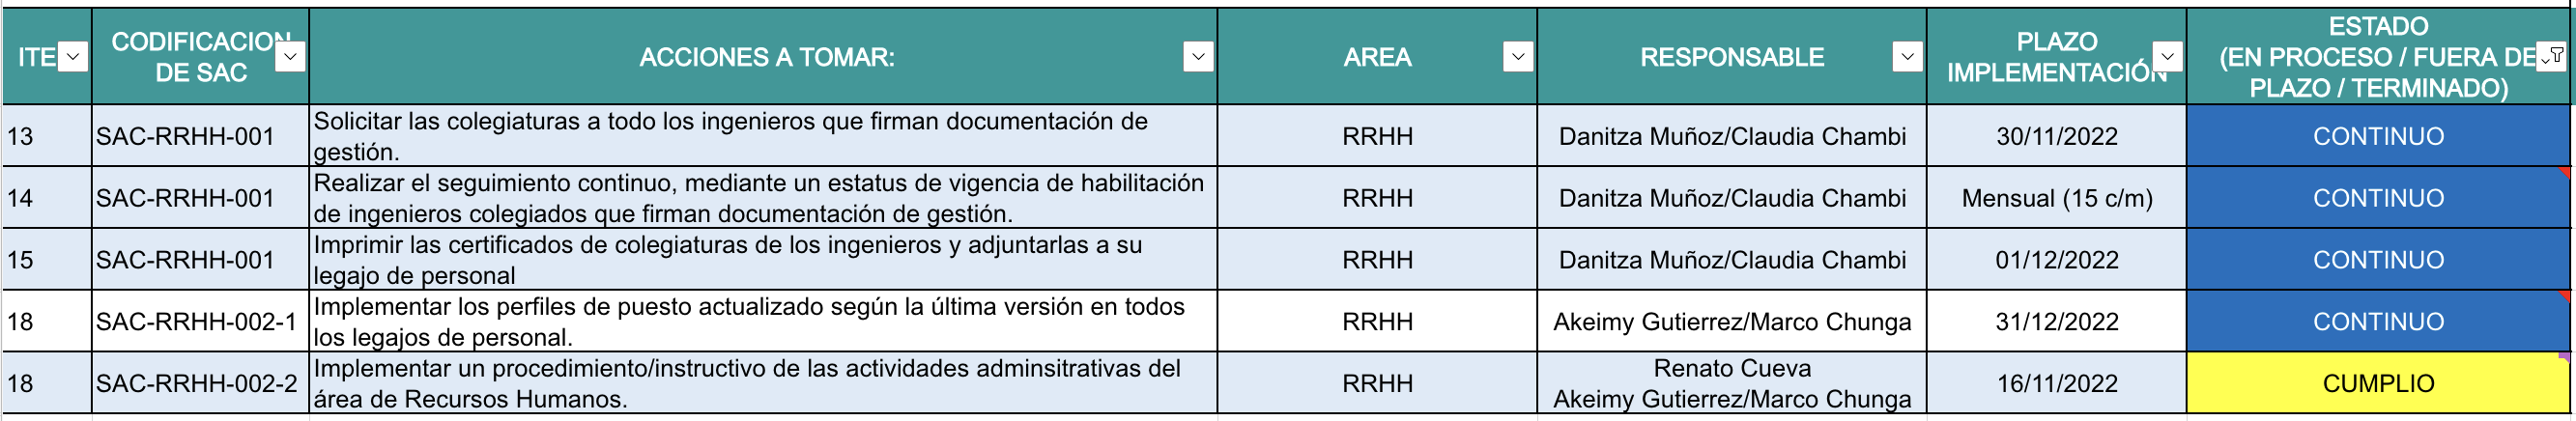 ITE
CODIFICACION
DE SAC
ACCIONES A TOMAR:
AREA
RESPONSABLE
PLAZO
IMPLEMENTACIÓN
ESTADO
(EN PROCESO / FUERA DE
PLAZO / TERMINADO)
13
SAC-RRHH-001
Solicitar las colegiaturas a todo los ingenieros que firman documentación de
gestión.
RRHH
Danitza Muñoz/Claudia Chambi
30/11/2022
CONTINUO
14
SAC-RRHH-001
Realizar el seguimiento continuo, mediante un estatus de vigencia de habilitación
de ingenieros colegiados que firman documentación de gestión.
RRHH
Danitza Muñoz/Claudia Chambi
Mensual (15 c/m)
CONTINUO
15
SAC-RRHH-001
Imprimir las certificados de colegiaturas de los ingenieros y adjuntarlas a su
legajo de personal
RRHH
Danitza Muñoz/Claudia Chambi
01/12/2022
CONTINUO
18
SAC-RRHH-002-1
Implementar los perfiles de puesto actualizado según la última versión en todos
los legajos de personal.
RRHH
Akeimy Gutierrez/Marco Chunga
31/12/2022
CONTINUO
18
SAC-RRHH-002-2
Implementar un procedimiento/instructivo de las actividades adminsitrativas del
área de Recursos Humanos.
RRHH
Renato Cueva
Akeimy Gutierrez/Marco Chunga
16/11/2022
CUMPLIO